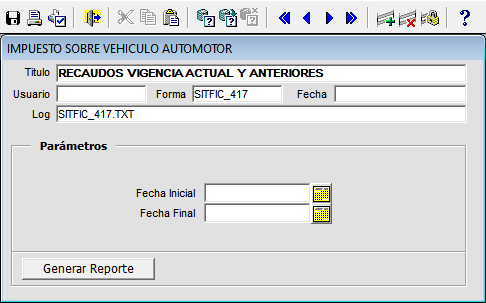 IMPUESTO SOBRE VEHICULO AUTOMOTOR
Titulo RECAUDOS VIGENCIA ACTUAL Y ANTERIORES
Usuario Forma SITFIC_417 Fecha
Log SITFIC_417.TXT
Parámetros
Fecha Inicial
Fecha Final
Generar Reporte